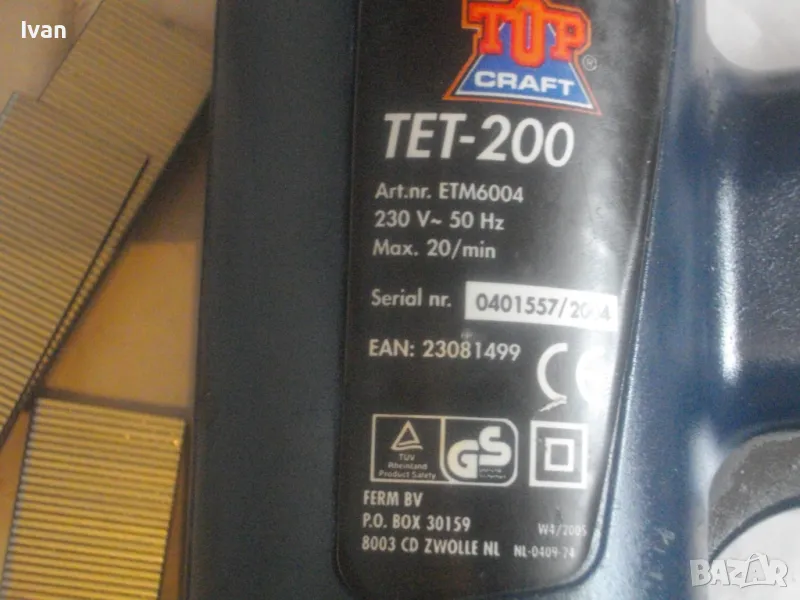 Ivan
TOP
CRAFT
®
TET-200
Art.nr. ETM6004
230 V~ 50 Hz
Max. 20/min
Serial nr. 0401557/2004
EAN: 23081499
CE
TÜV
Rheinland
Product Safety
GS
FERM BV
P.O. BOX 30159
8003 CD ZWOLLE NL
W4/2005
NL-0409-24
BAZAR